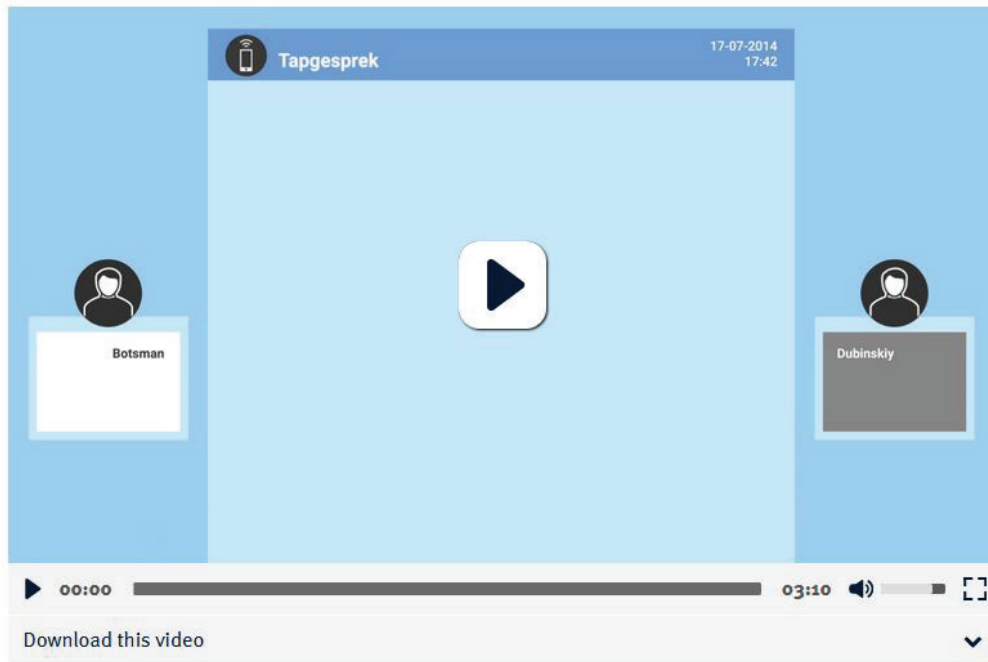 Tapgesprek
17-07-2014
17:42
Botsman
Dubinskiy
00:00
03:10
Download this video